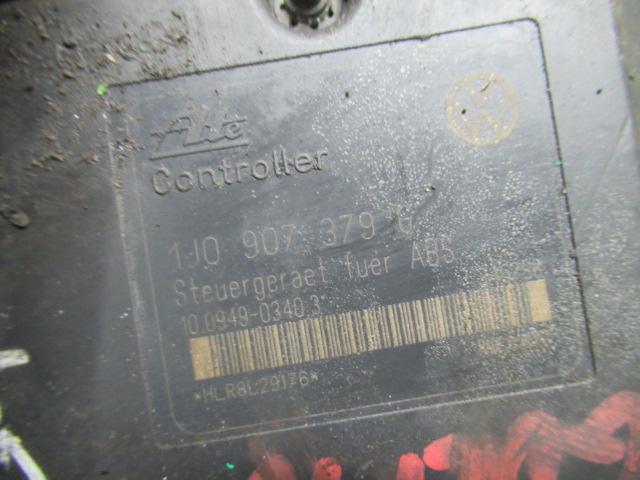 Ate
Controller
1J0 907 379
Steuergeraet fuer ABS
10.0949-0340.3
*HLR8L29176*